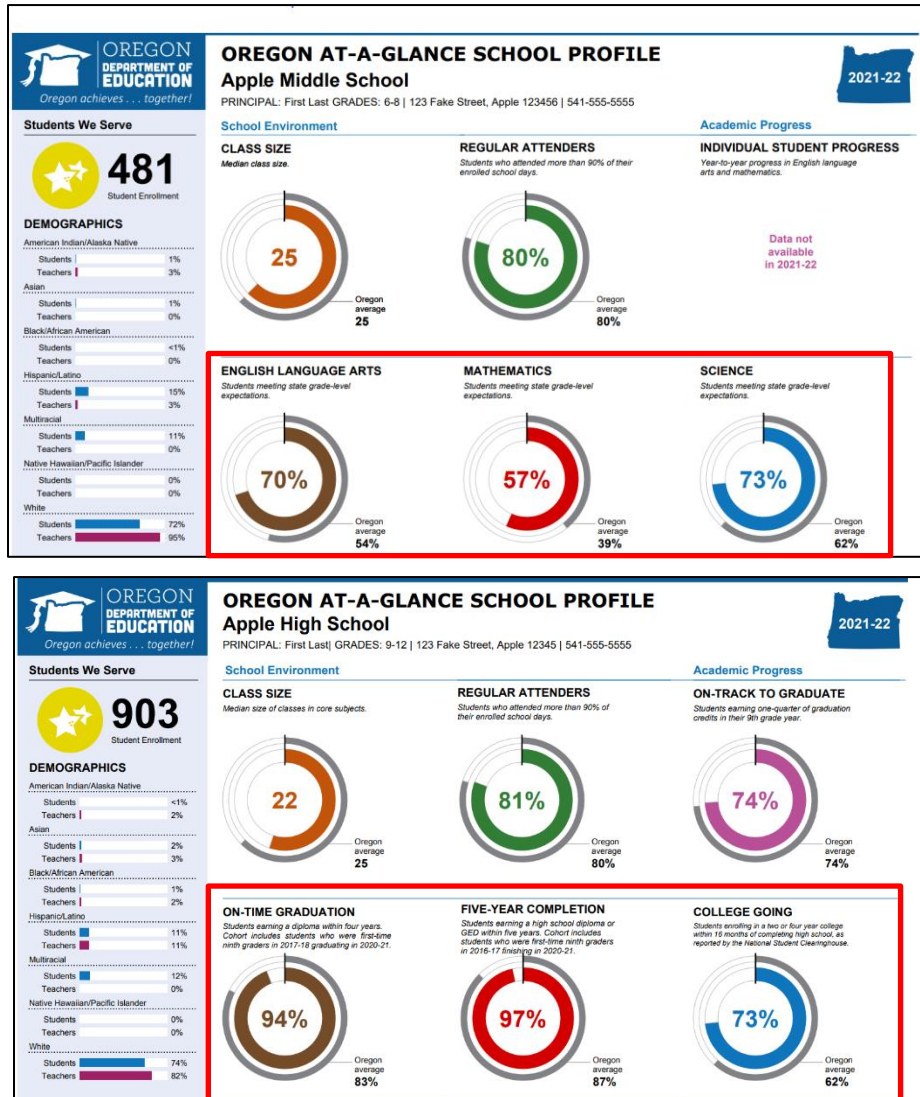 OREGON
DEPARTMENT OF
EDUCATION
Oregon achieves . . . together!
OREGON AT-A-GLANCE SCHOOL PROFILE
Apple Middle School
PRINCIPAL: First Last GRADES: 6-8 | 123 Fake Street, Apple 123456 | 541-555-5555
2021-22
Students We Serve
481
Student Enrollment
DEMOGRAPHICS
American Indian/Alaska Native
Students 1%
Teachers 3%
Asian
Students 1%
Teachers 0%
Black/African American
Students <1%
Teachers 0%
Hispanic/Latino
Students 15%
Teachers 3%
Multiracial
Students 11%
Teachers 0%
Native Hawaiian/Pacific Islander
Students 0%
Teachers 0%
White
Students 72%
Teachers 95%
School Environment
CLASS SIZE
Median class size.
25
Oregon
average
25
REGULAR ATTENDERS
Students who attended more than 90% of their
enrolled school days.
80%
Oregon
average
80%
Academic Progress
INDIVIDUAL STUDENT PROGRESS
Year-to-year progress in English language
arts and mathematics.
Data not
available
in 2021-22
ENGLISH LANGUAGE ARTS
Students meeting state grade-level
expectations.
70%
Oregon
average
54%
MATHEMATICS
Students meeting state grade-level
expectations.
57%
Oregon
average
39%
SCIENCE
Students meeting state grade-level
expectations.
73%
Oregon
average
62%
OREGON
DEPARTMENT OF
EDUCATION
Oregon achieves . . . together!
OREGON AT-A-GLANCE SCHOOL PROFILE
Apple High School
PRINCIPAL: First Last| GRADES: 9-12 | 123 Fake Street, Apple 12345 | 541-555-5555
2021-22
Students We Serve
903
Student Enrollment
DEMOGRAPHICS
American Indian/Alaska Native
Students <1%
Teachers 2%
Asian
Students 2%
Teachers 3%
Black/African American
Students 1%
Teachers 2%
Hispanic/Latino
Students 11%
Teachers 11%
Multiracial
Students 12%
Teachers 0%
Native Hawaiian/Pacific Islander
Students 0%
Teachers 0%
White
Students 74%
Teachers 82%
School Environment
CLASS SIZE
Median size of classes in core subjects.
22
Oregon
average
25
REGULAR ATTENDERS
Students who attended more than 90% of
their enrolled school days.
81%
Oregon
average
80%
Academic Progress
ON-TRACK TO GRADUATE
Students earning one-quarter of graduation
credits in their 9th grade year.
74%
Oregon
average
74%
ON-TIME GRADUATION
Students earning a diploma within four years.
Cohort includes students who were first-time
ninth graders in 2017-18 graduating in 2020-21.
94%
Oregon
average
83%
FIVE-YEAR COMPLETION
Students earning a high school diploma or
GED within five years. Cohort includes
students who were first-time ninth graders
in 2016-17 finishing in 2020-21.
97%
Oregon
average
87%
COLLEGE GOING
Students enrolling in a two or four year college
within 16 months of completing high school, as
reported by the National Student Clearinghouse.
73%
Oregon
average
62%